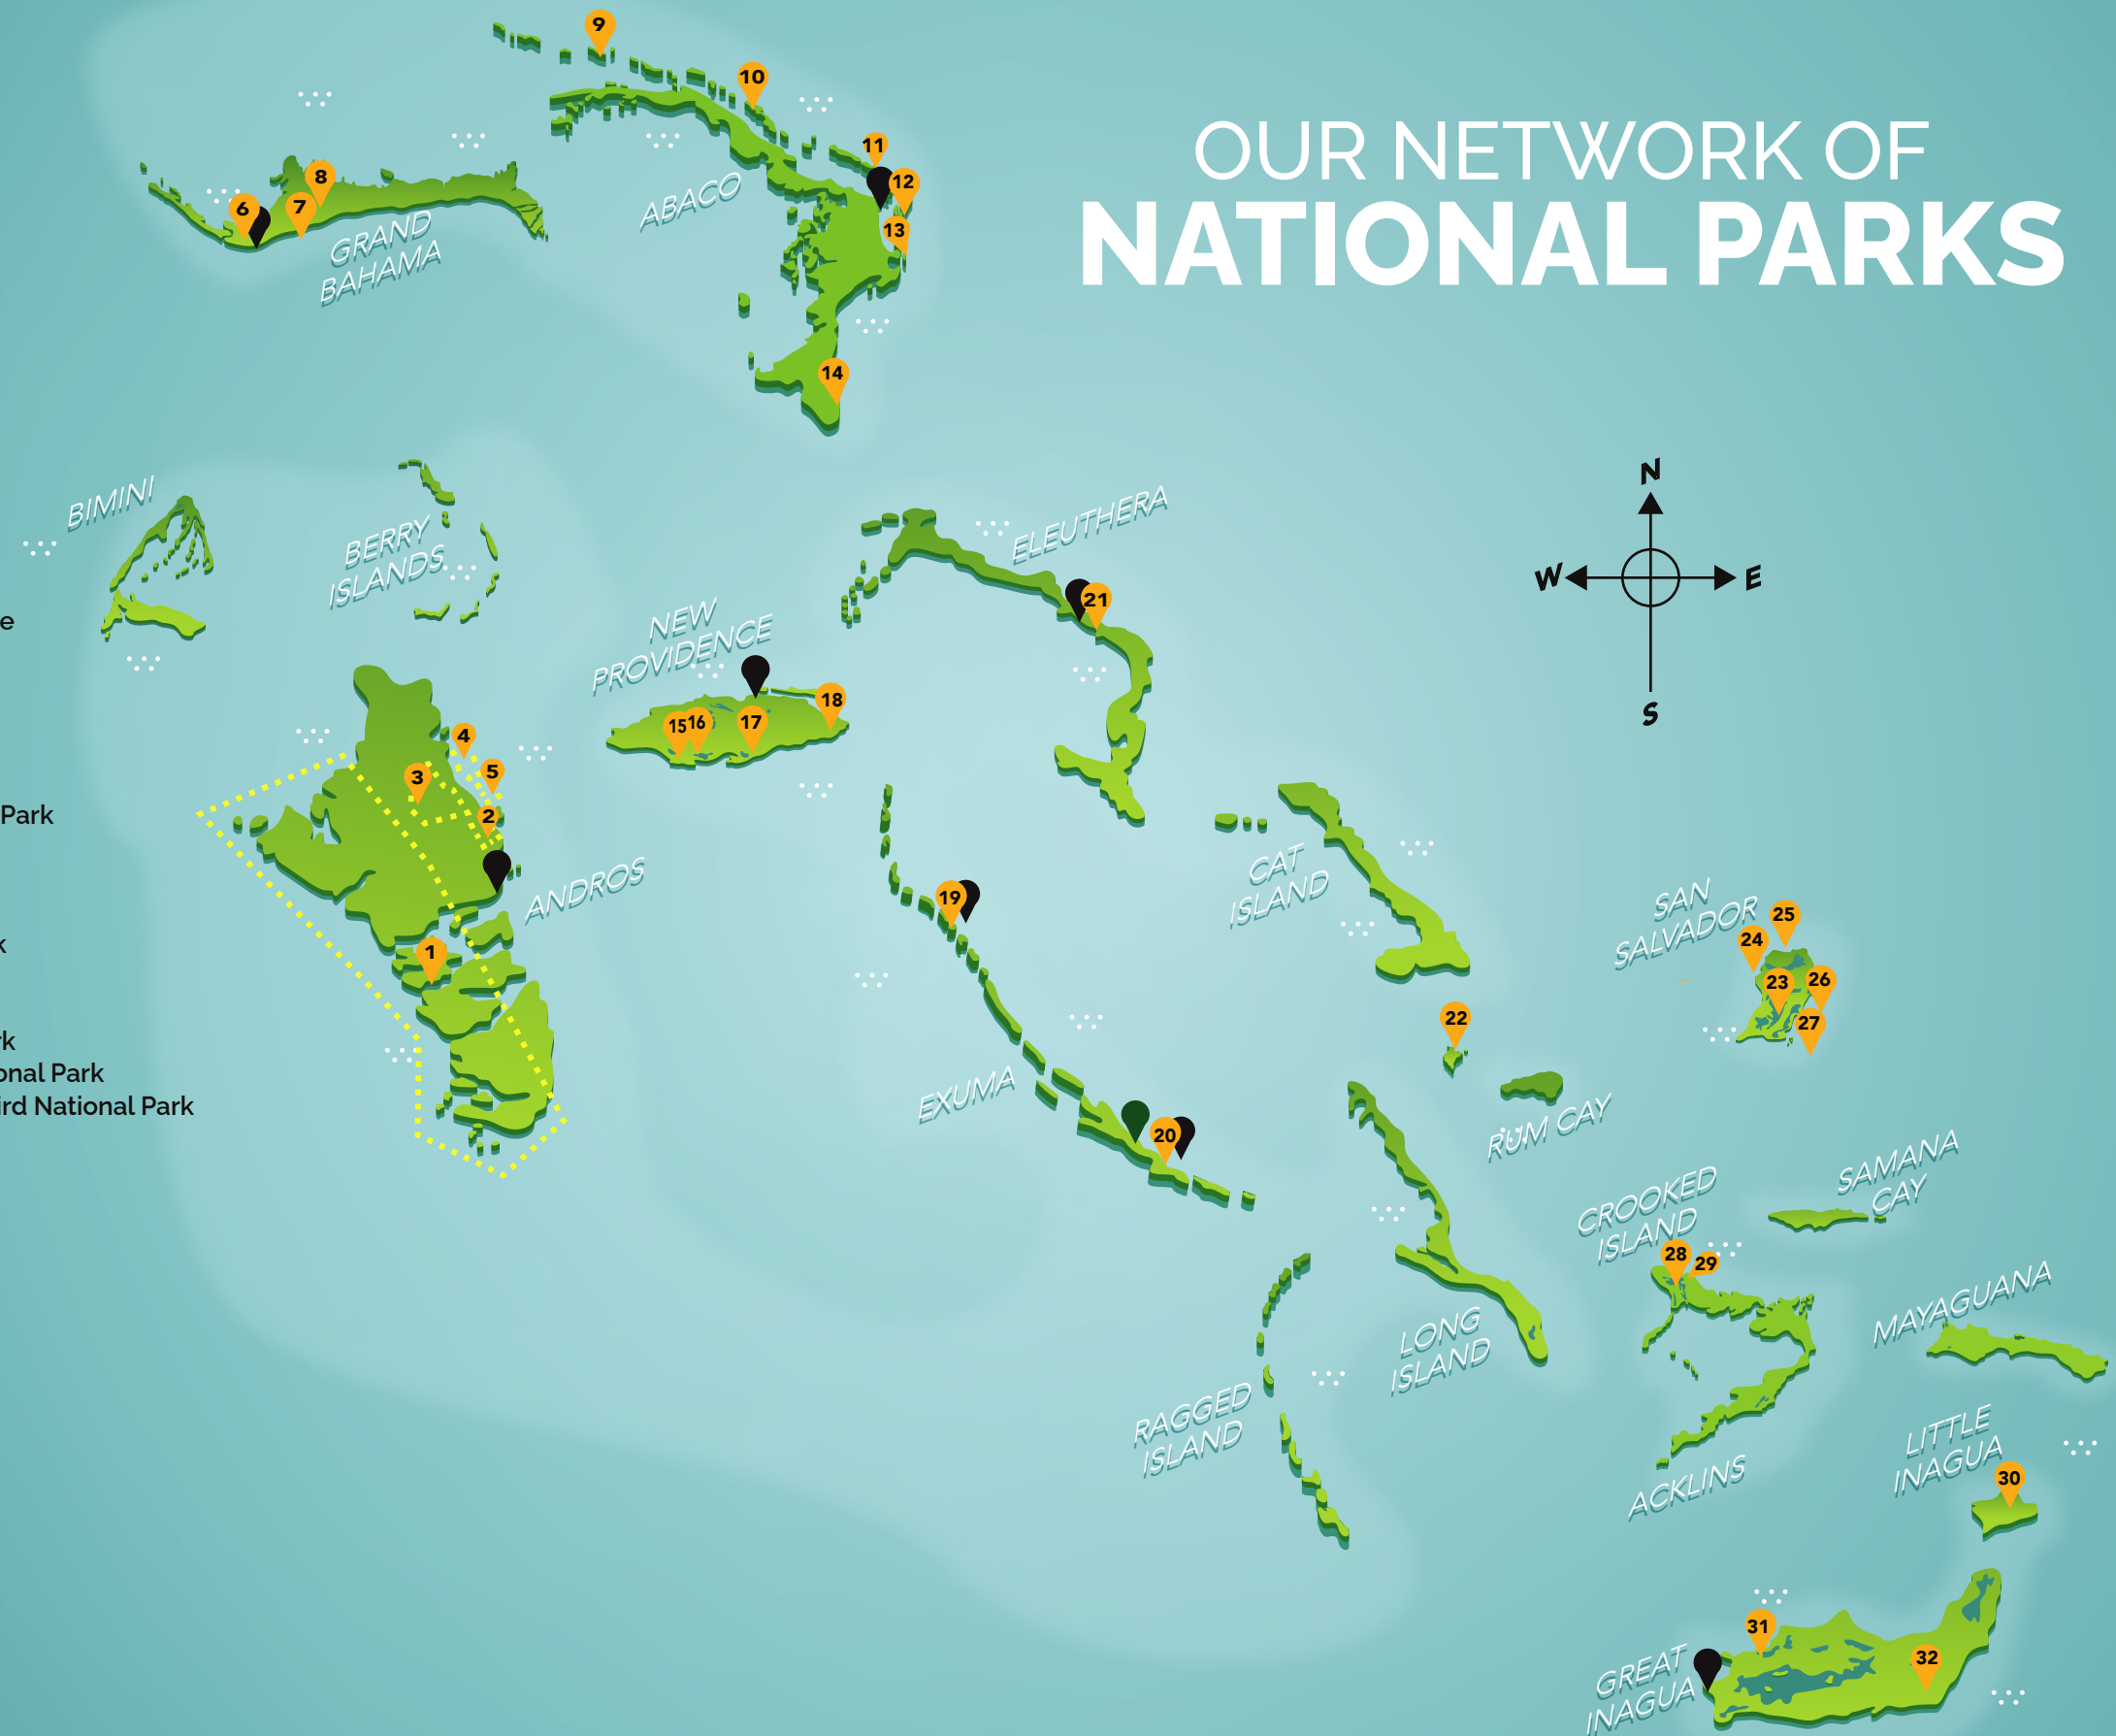 OUR NETWORK OF
NATIONAL PARKS
9
10
11
12
13
14
ABACO
6
7
8
GRAND
BAHAMA
N
W
E
S
BIMINI
BERRY
ISLANDS
ELEUTHERA
21
NEW
PROVIDENCE
15
16
17
18
e
Park
k
rk
onal Park
ird National Park
4
3
5
2
1
ANDROS
19
EXUMA
20
CAT
ISLAND
22
SAN
SALVADOR
25
24
23
26
27
RUM CAY
SAMANA
CAY
CROOKED
ISLAND
28
29
MAYAGUANA
LONG
ISLAND
RAGGED
ISLAND
ACKLINS
LITTLE
INAGUA
30
31
32
GREAT
INAGUA